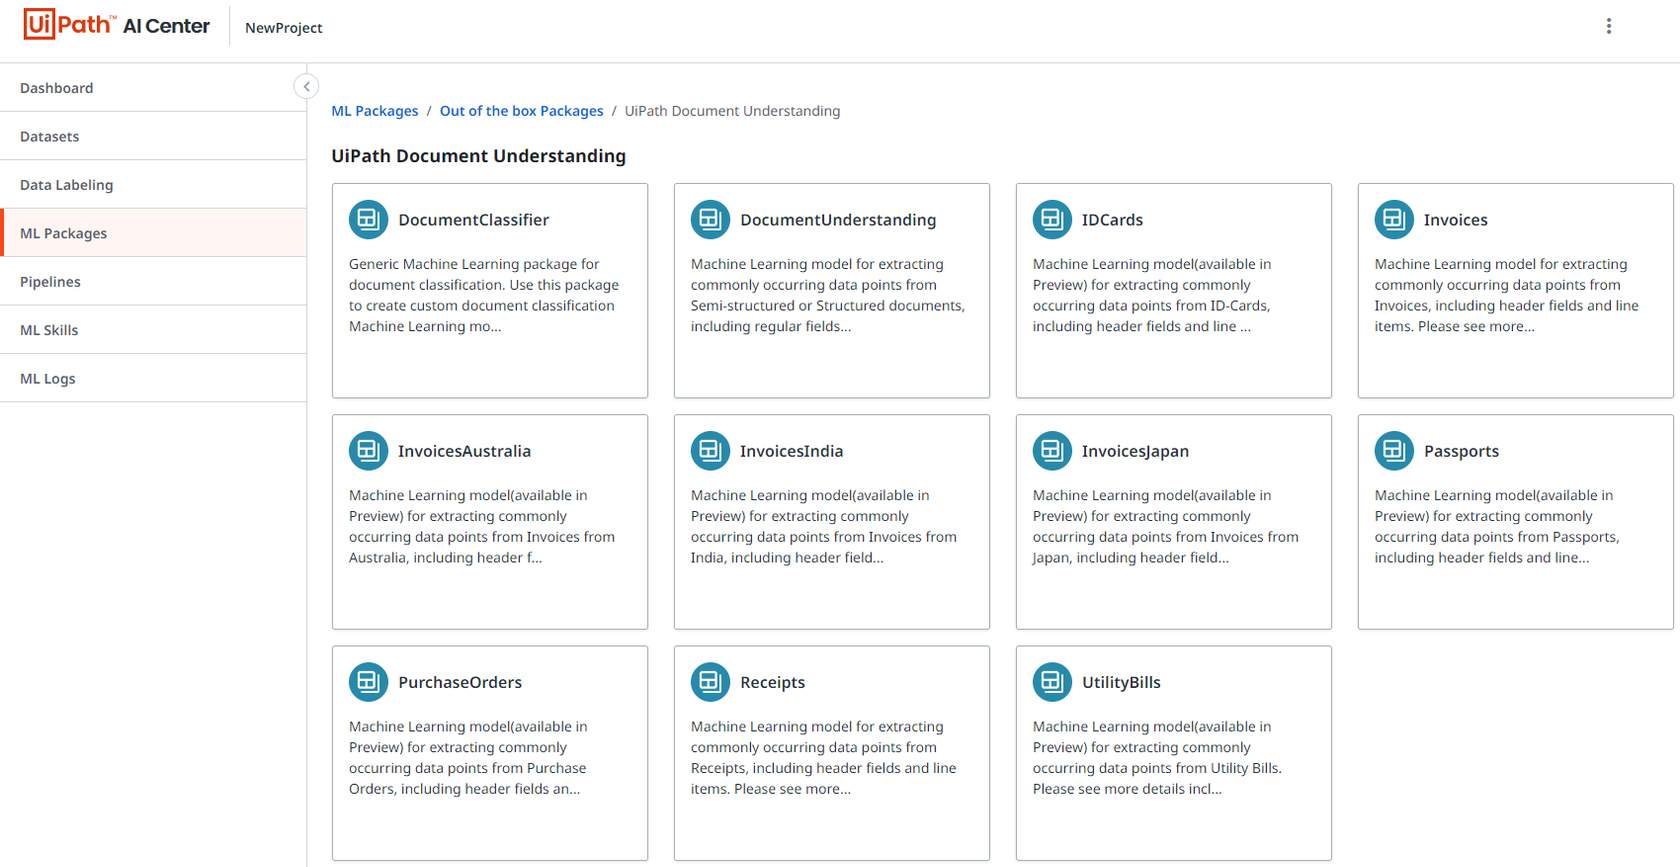 UiPath™ AI Center
NewProject
Dashboard
Datasets
Data Labeling
ML Packages
Pipelines
ML Skills
ML Logs
ML Packages / Out of the box Packages / UiPath Document Understanding
UiPath Document Understanding
DocumentClassifier
Generic Machine Learning package for
document classification. Use this package
to create custom document classification
Machine Learning mo...
DocumentUnderstanding
Machine Learning model for extracting
commonly occurring data points from
Semi-structured or Structured documents,
including regular fields...
IDCards
Machine Learning model(available in
Preview) for extracting commonly
occurring data points from ID-Cards,
including header fields and line ...
Invoices
Machine Learning model for extracting
commonly occurring data points from
Invoices, including header fields and line
items. Please see more...
InvoicesAustralia
Machine Learning model(available in
Preview) for extracting commonly
occurring data points from Invoices from
Australia, including header f...
InvoicesIndia
Machine Learning model(available in
Preview) for extracting commonly
occurring data points from Invoices from
India, including header field...
InvoicesJapan
Machine Learning model(available in
Preview) for extracting commonly
occurring data points from Invoices from
Japan, including header field...
Passports
Machine Learning model(available in
Preview) for extracting commonly
occurring data points from Passports,
including header fields and line...
PurchaseOrders
Machine Learning model(available in
Preview) for extracting commonly
occurring data points from Purchase
Orders, including header fields an...
Receipts
Machine Learning model for extracting
commonly occurring data points from
Receipts, including header fields and line
items. Please see more...
UtilityBills
Machine Learning model(available in
Preview) for extracting commonly
occurring data points from Utility Bills.
Please see more details incl...